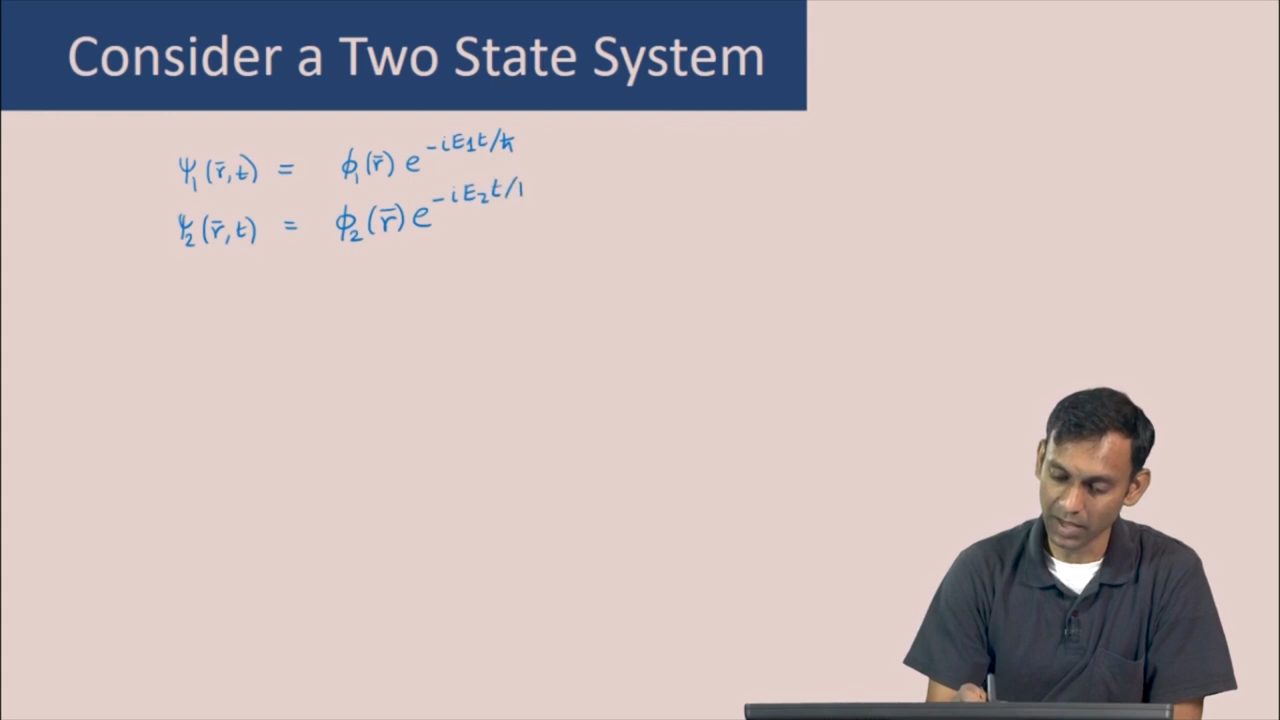 Consider a Two State System
ψ₁(r̄,t) = ϕ₁(r̄) e^{-iE₁t/ħ}
ψ₂(r̄,t) = ϕ₂(r̄) e^{-iE₂t/